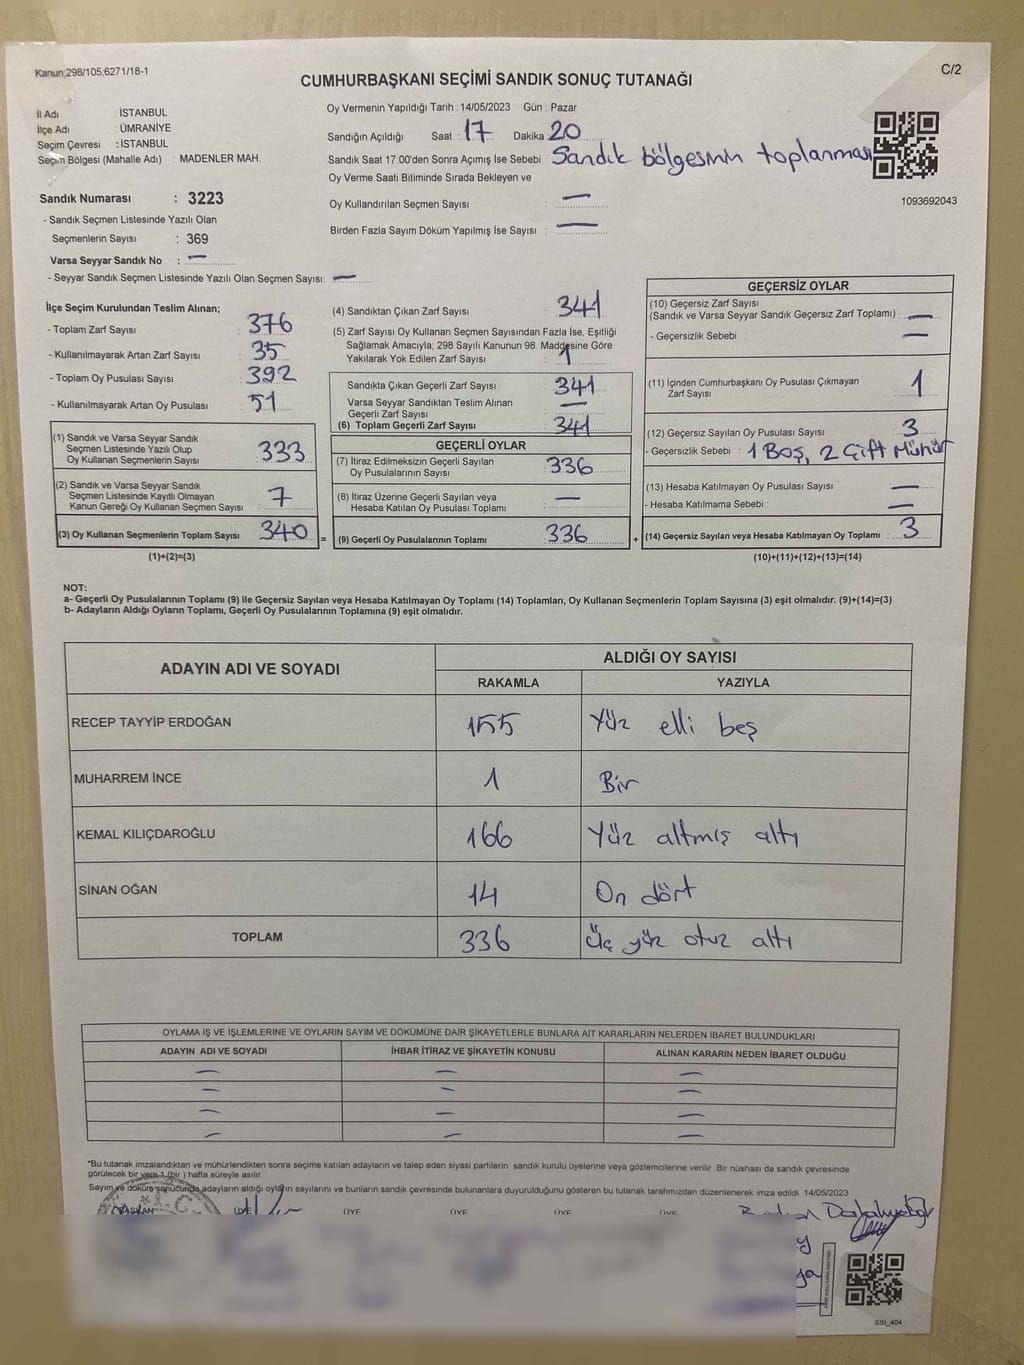 Kanun;298/105;6271/18-1
C/2
CUMHURBAŞKANI SEÇİMİ SANDIK SONUÇ TUTANAĞI
İl Adı : İSTANBUL
İlçe Adı : ÜMRANİYE
Seçim Çevresi : İSTANBUL
Seçim Bölgesi (Mahalle Adı) : MADENLER MAH.
Oy Vermenin Yapıldığı Tarih : 14/05/2023 Gün : Pazar
Sandığın Açıldığı Saat : 17 Dakika : 20
Sandık Saat 17:00'den Sonra Açımış İse Sebebi : Sandık bölgesinin toplanması
Oy Verme Saati Bitiminde Sırada Bekleyen ve
Oy Kullandırılan Seçmen Sayısı : —
Birden Fazla Sayım Döküm Yapılmış İse Sayısı : —
1093692043
Sandık Numarası : 3223
- Sandık Seçmen Listesinde Yazılı Olan
Seçmenlerin Sayısı : 369
Varsa Seyyar Sandık No : —
- Seyyar Sandık Seçmen Listesinde Yazılı Olan Seçmen Sayısı: —
İlçe Seçim Kurulundan Teslim Alınan;
- Toplam Zarf Sayısı : 376
- Kullanılmayarak Artan Zarf Sayısı : 35
- Toplam Oy Pusulası Sayısı : 392
- Kullanılmayarak Artan Oy Pusulası : 51
(1) Sandık ve Varsa Seyyar Sandık
Seçmen Listesinde Yazılı Olup
Oy Kullanan Seçmenlerin Sayısı : 333
(2) Sandık ve Varsa Seyyar Sandık
Seçmen Listesinde Kayıtlı Olmayan
Kanun Gereği Oy Kullanan Seçmen Sayısı : 7
(3) Oy Kullanan Seçmenlerin Toplam Sayısı : 340
(1)+(2)=(3)
(4) Sandıktan Çıkan Zarf Sayısı : 341
(5) Zarf Sayısı Oy Kullanan Seçmen Sayısından Fazla İse, Eşitliği
Sağlamak Amacıyla; 298 Sayılı Kanunun 98. Maddesine Göre
Yakılarak Yok Edilen Zarf Sayısı : 1
Sandıkta Çıkan Geçerli Zarf Sayısı : 341
Varsa Seyyar Sandıktan Teslim Alınan
Geçerli Zarf Sayısı : —
(6) Toplam Geçerli Zarf Sayısı : 341
GEÇERLİ OYLAR
(7) İtiraz Edilmeksizin Geçerli Sayılan
Oy Pusulalarının Sayısı : 336
(8) İtiraz Üzerine Geçerli Sayılan veya
Hesaba Katılan Oy Pusulası Toplamı : —
= (9) Geçerli Oy Pusulalarının Toplamı : 336
GEÇERSİZ OYLAR
(10) Geçersiz Zarf Sayısı
(Sandık ve Varsa Seyyar Sandık Geçersiz Zarf Toplamı) : —
- Geçersizlik Sebebi : —
(11) İçinden Cumhurbaşkanı Oy Pusulası Çıkmayan
Zarf Sayısı : 1
(12) Geçersiz Sayılan Oy Pusulası Sayısı : 3
- Geçersizlik Sebebi : 1 Boş, 2 Çift Mühür
(13) Hesaba Katılmayan Oy Pusulası Sayısı : —
- Hesaba Katılmama Sebebi : —
+ (14) Geçersiz Sayılan veya Hesaba Katılmayan Oy Toplamı : 3
(10)+(11)+(12)+(13)=(14)
NOT:
a- Geçerli Oy Pusulalarının Toplamı (9) ile Geçersiz Sayılan veya Hesaba Katılmayan Oy Toplamı (14) Toplamları, Oy Kullanan Seçmenlerin Toplam Sayısına (3) eşit olmalıdır. (9)+(14)=(3)
b- Adayların Aldığı Oyların Toplamı, Geçerli Oy Pusulalarının Toplamına (9) eşit olmalıdır.
ADAYIN ADI VE SOYADI
ALDIĞI OY SAYISI
RAKAMLA YAZIYLA
RECEP TAYYİP ERDOĞAN 155 Yüz elli beş
MUHARREM İNCE 1 Bir
KEMAL KILIÇDAROĞLU 166 Yüz altmış altı
SİNAN OĞAN 14 On dört
TOPLAM 336 Üç yüz otuz altı
OYLAMA İŞ VE İŞLEMLERİNE VE OYLARIN SAYIM VE DÖKÜMÜNE DAİR ŞİKAYETLERLE BUNLARA AİT KARARLARIN NELERDEN İBARET BULUNDUKLARI
ADAYIN ADI VE SOYADI İHBAR İTİRAZ VE ŞİKAYETİN KONUSU ALINAN KARARIN NEDEN İBARET OLDUĞU
— — —
— — —
— — —
— — —
*Bu tutanak imzalandıktan ve mühürlendikten sonra seçime katılan adayların ve talep eden siyasi partilerin sandık kurulu üyelerine veya gözlemcilerine verilir. Bir nüshası da sandık çevresinde
görülecek bir yere 1 (bir ) hafta süreyle asılır.
Sayım ve döküm sonucunda adayların aldığı oyların sayılarını ve bunların sandık çevresinde bulunanlara duyurulduğunu gösteren bu tutanak tarafımızdan düzenlenerek imza edildi. 14/05/2023
BAŞKAN ÜYE ÜYE ÜYE ÜYE ÜYE
SSI_404